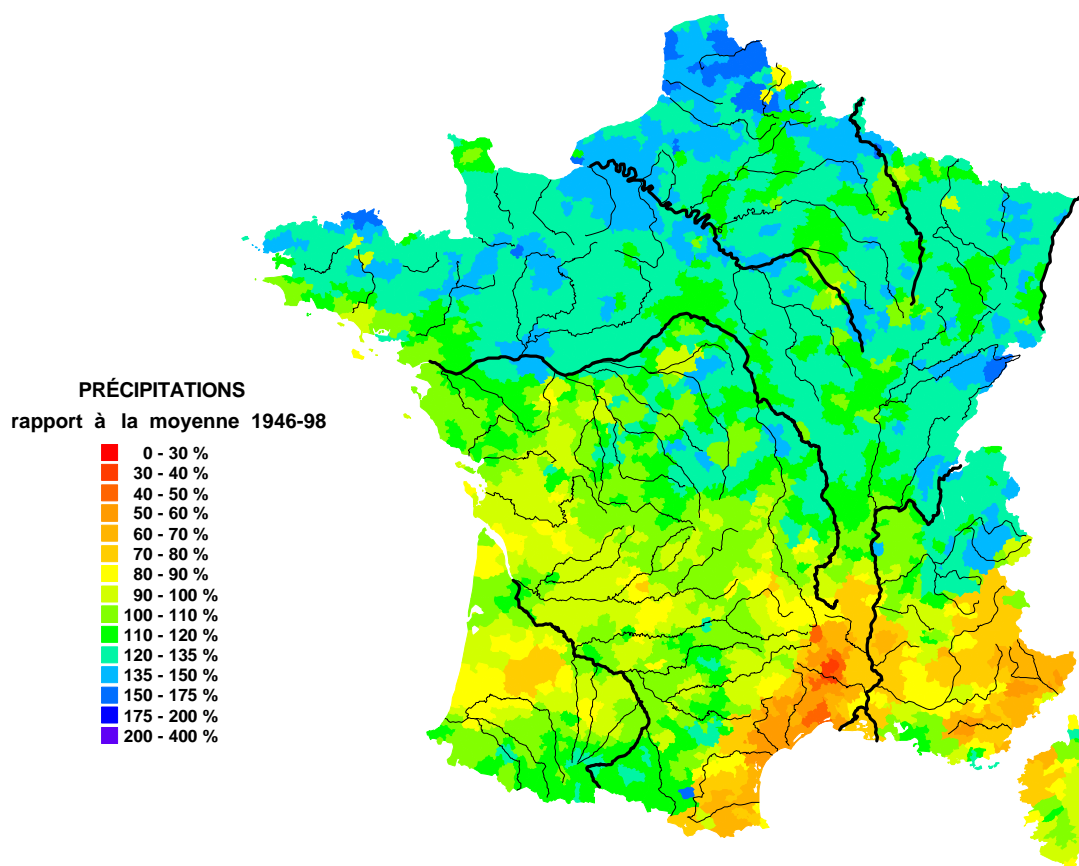 PRÉCIPITATIONS
rapport à la moyenne 1946-98
0 - 30 %
30 - 40 %
40 - 50 %
50 - 60 %
60 - 70 %
70 - 80 %
80 - 90 %
90 - 100 %
100 - 110 %
110 - 120 %
120 - 135 %
135 - 150 %
150 - 175 %
175 - 200 %
200 - 400 %